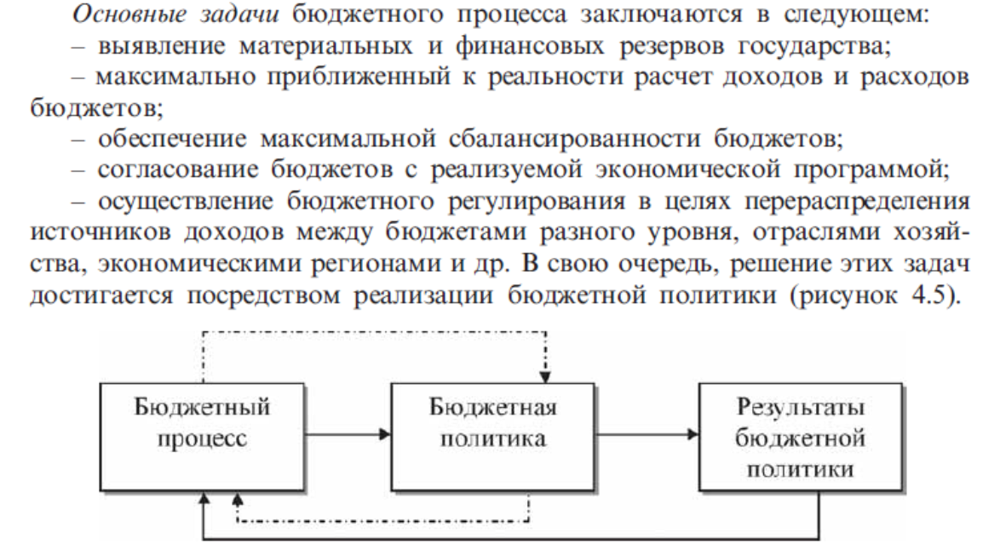 Основные задачи бюджетного процесса заключаются в следующем:
– выявление материальных и финансовых резервов государства;
– максимально приближенный к реальности расчет доходов и расходов
бюджетов;
– обеспечение максимальной сбалансированности бюджетов;
– согласование бюджетов с реализуемой экономической программой;
– осуществление бюджетного регулирования в целях перераспределения
источников доходов между бюджетами разного уровня, отраслями хозяй-
ства, экономическими регионами и др. В свою очередь, решение этих задач
достигается посредством реализации бюджетной политики (рисунок 4.5).
Бюджетный
процесс
Бюджетная
политика
Результаты
бюджетной
политики